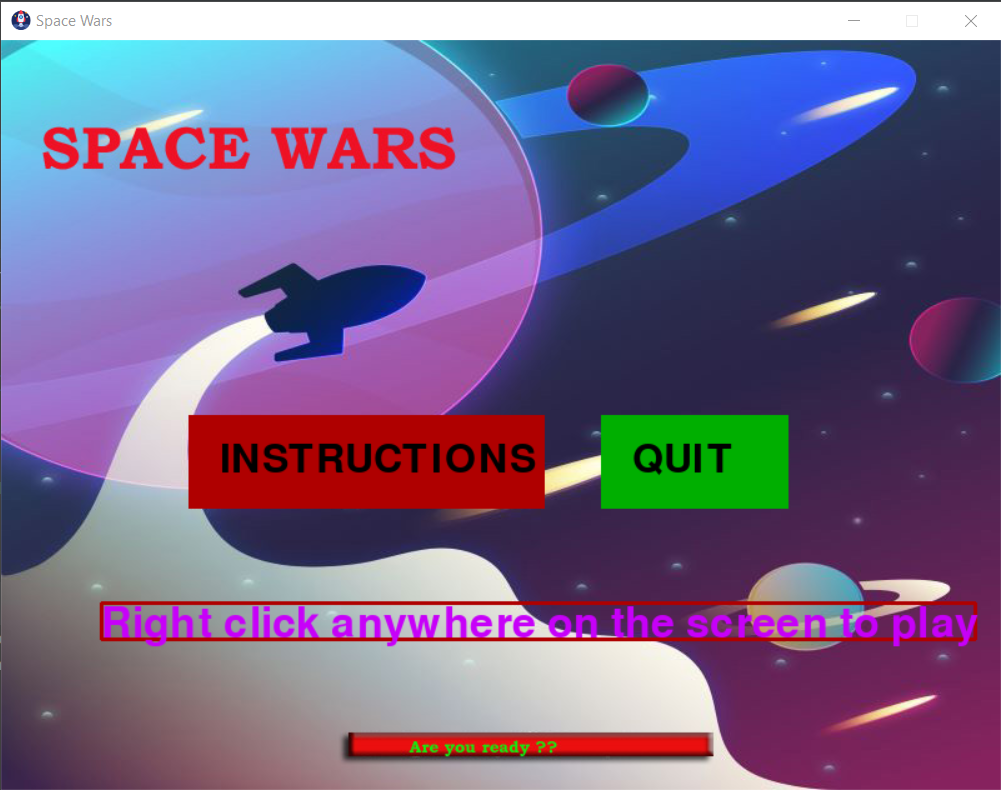 Space Wars
SPACE WARS
INSTRUCTIONS
QUIT
Right click anywhere on the screen to play
Are you ready ??